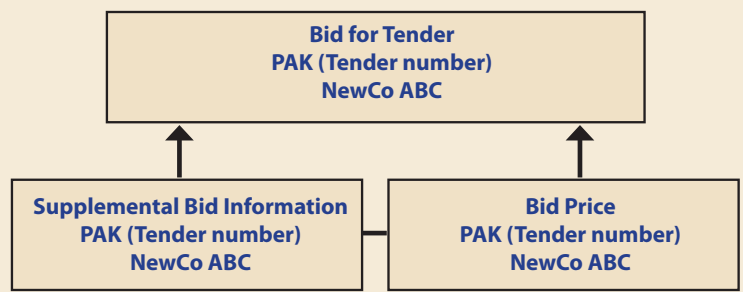 Bid for Tender
PAK (Tender number)
NewCo ABC
Supplemental Bid Information
PAK (Tender number)
NewCo ABC
Bid Price
PAK (Tender number)
NewCo ABC